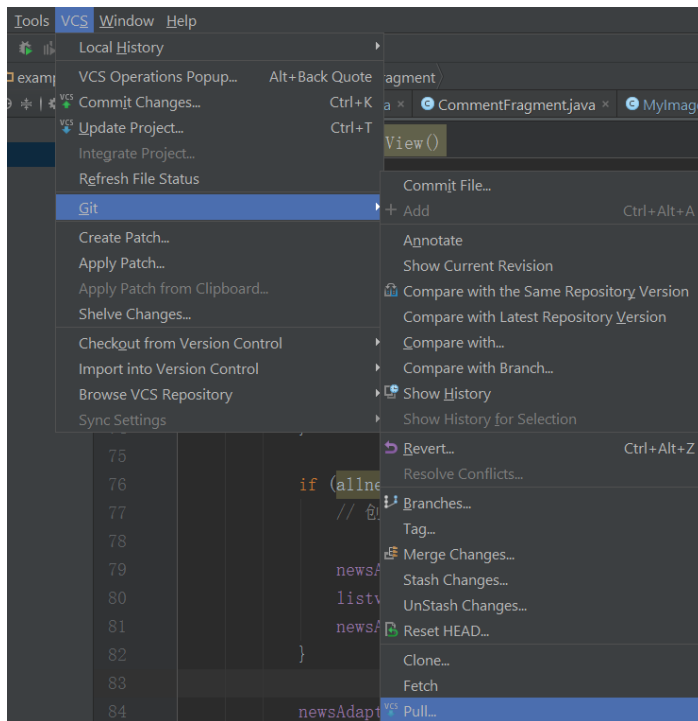 Tools VCS Window Help
Local History
examp
VCS Operations Popup... Alt+Back Quote
agment
Commit Changes... Ctrl+K
a × CommentFragment.java × MyImag
Update Project... Ctrl+T
View()
Integrate Project...
Refresh File Status
Git
Create Patch...
Apply Patch...
Apply Patch from Clipboard...
Shelve Changes...
Checkout from Version Control
Import into Version Control
Browse VCS Repository
Sync Settings
Commit File...
Add Ctrl+Alt+A
Annotate
Show Current Revision
Compare with the Same Repository Version
Compare with Latest Repository Version
Compare with...
Compare with Branch...
Show History
Show History for Selection
Revert... Ctrl+Alt+Z
Resolve Conflicts...
Branches...
Tag...
Merge Changes...
Stash Changes...
UnStash Changes...
Reset HEAD...
Clone...
Fetch
Pull...
75
76 if (allne
77 // 创
78
79 newsA
80 listv
81 newsA
82 }
83
84 newsAdapt